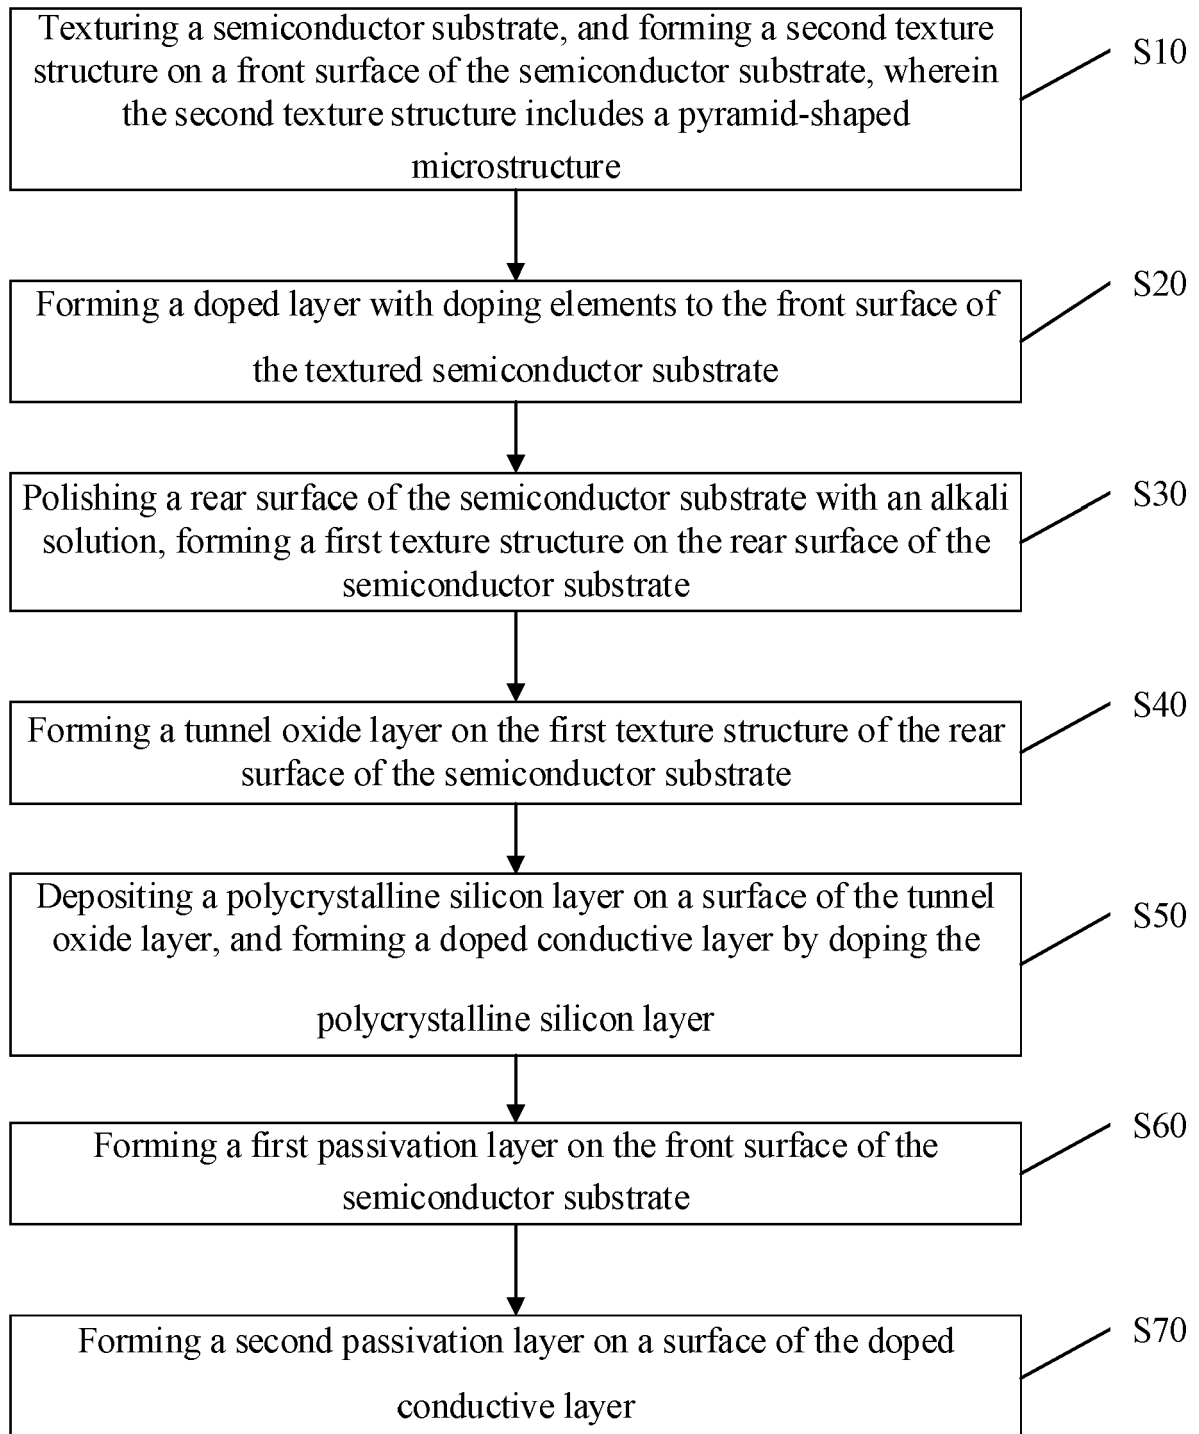 Texturing a semiconductor substrate, and forming a second texture
structure on a front surface of the semiconductor substrate, wherein
the second texture structure includes a pyramid-shaped
microstructure
S10
Forming a doped layer with doping elements to the front surface of
the textured semiconductor substrate
S20
Polishing a rear surface of the semiconductor substrate with an alkali
solution, forming a first texture structure on the rear surface of the
semiconductor substrate
S30
Forming a tunnel oxide layer on the first texture structure of the rear
surface of the semiconductor substrate
S40
Depositing a polycrystalline silicon layer on a surface of the tunnel
oxide layer, and forming a doped conductive layer by doping the
polycrystalline silicon layer
S50
Forming a first passivation layer on the front surface of the
semiconductor substrate
S60
Forming a second passivation layer on a surface of the doped
conductive layer
S70